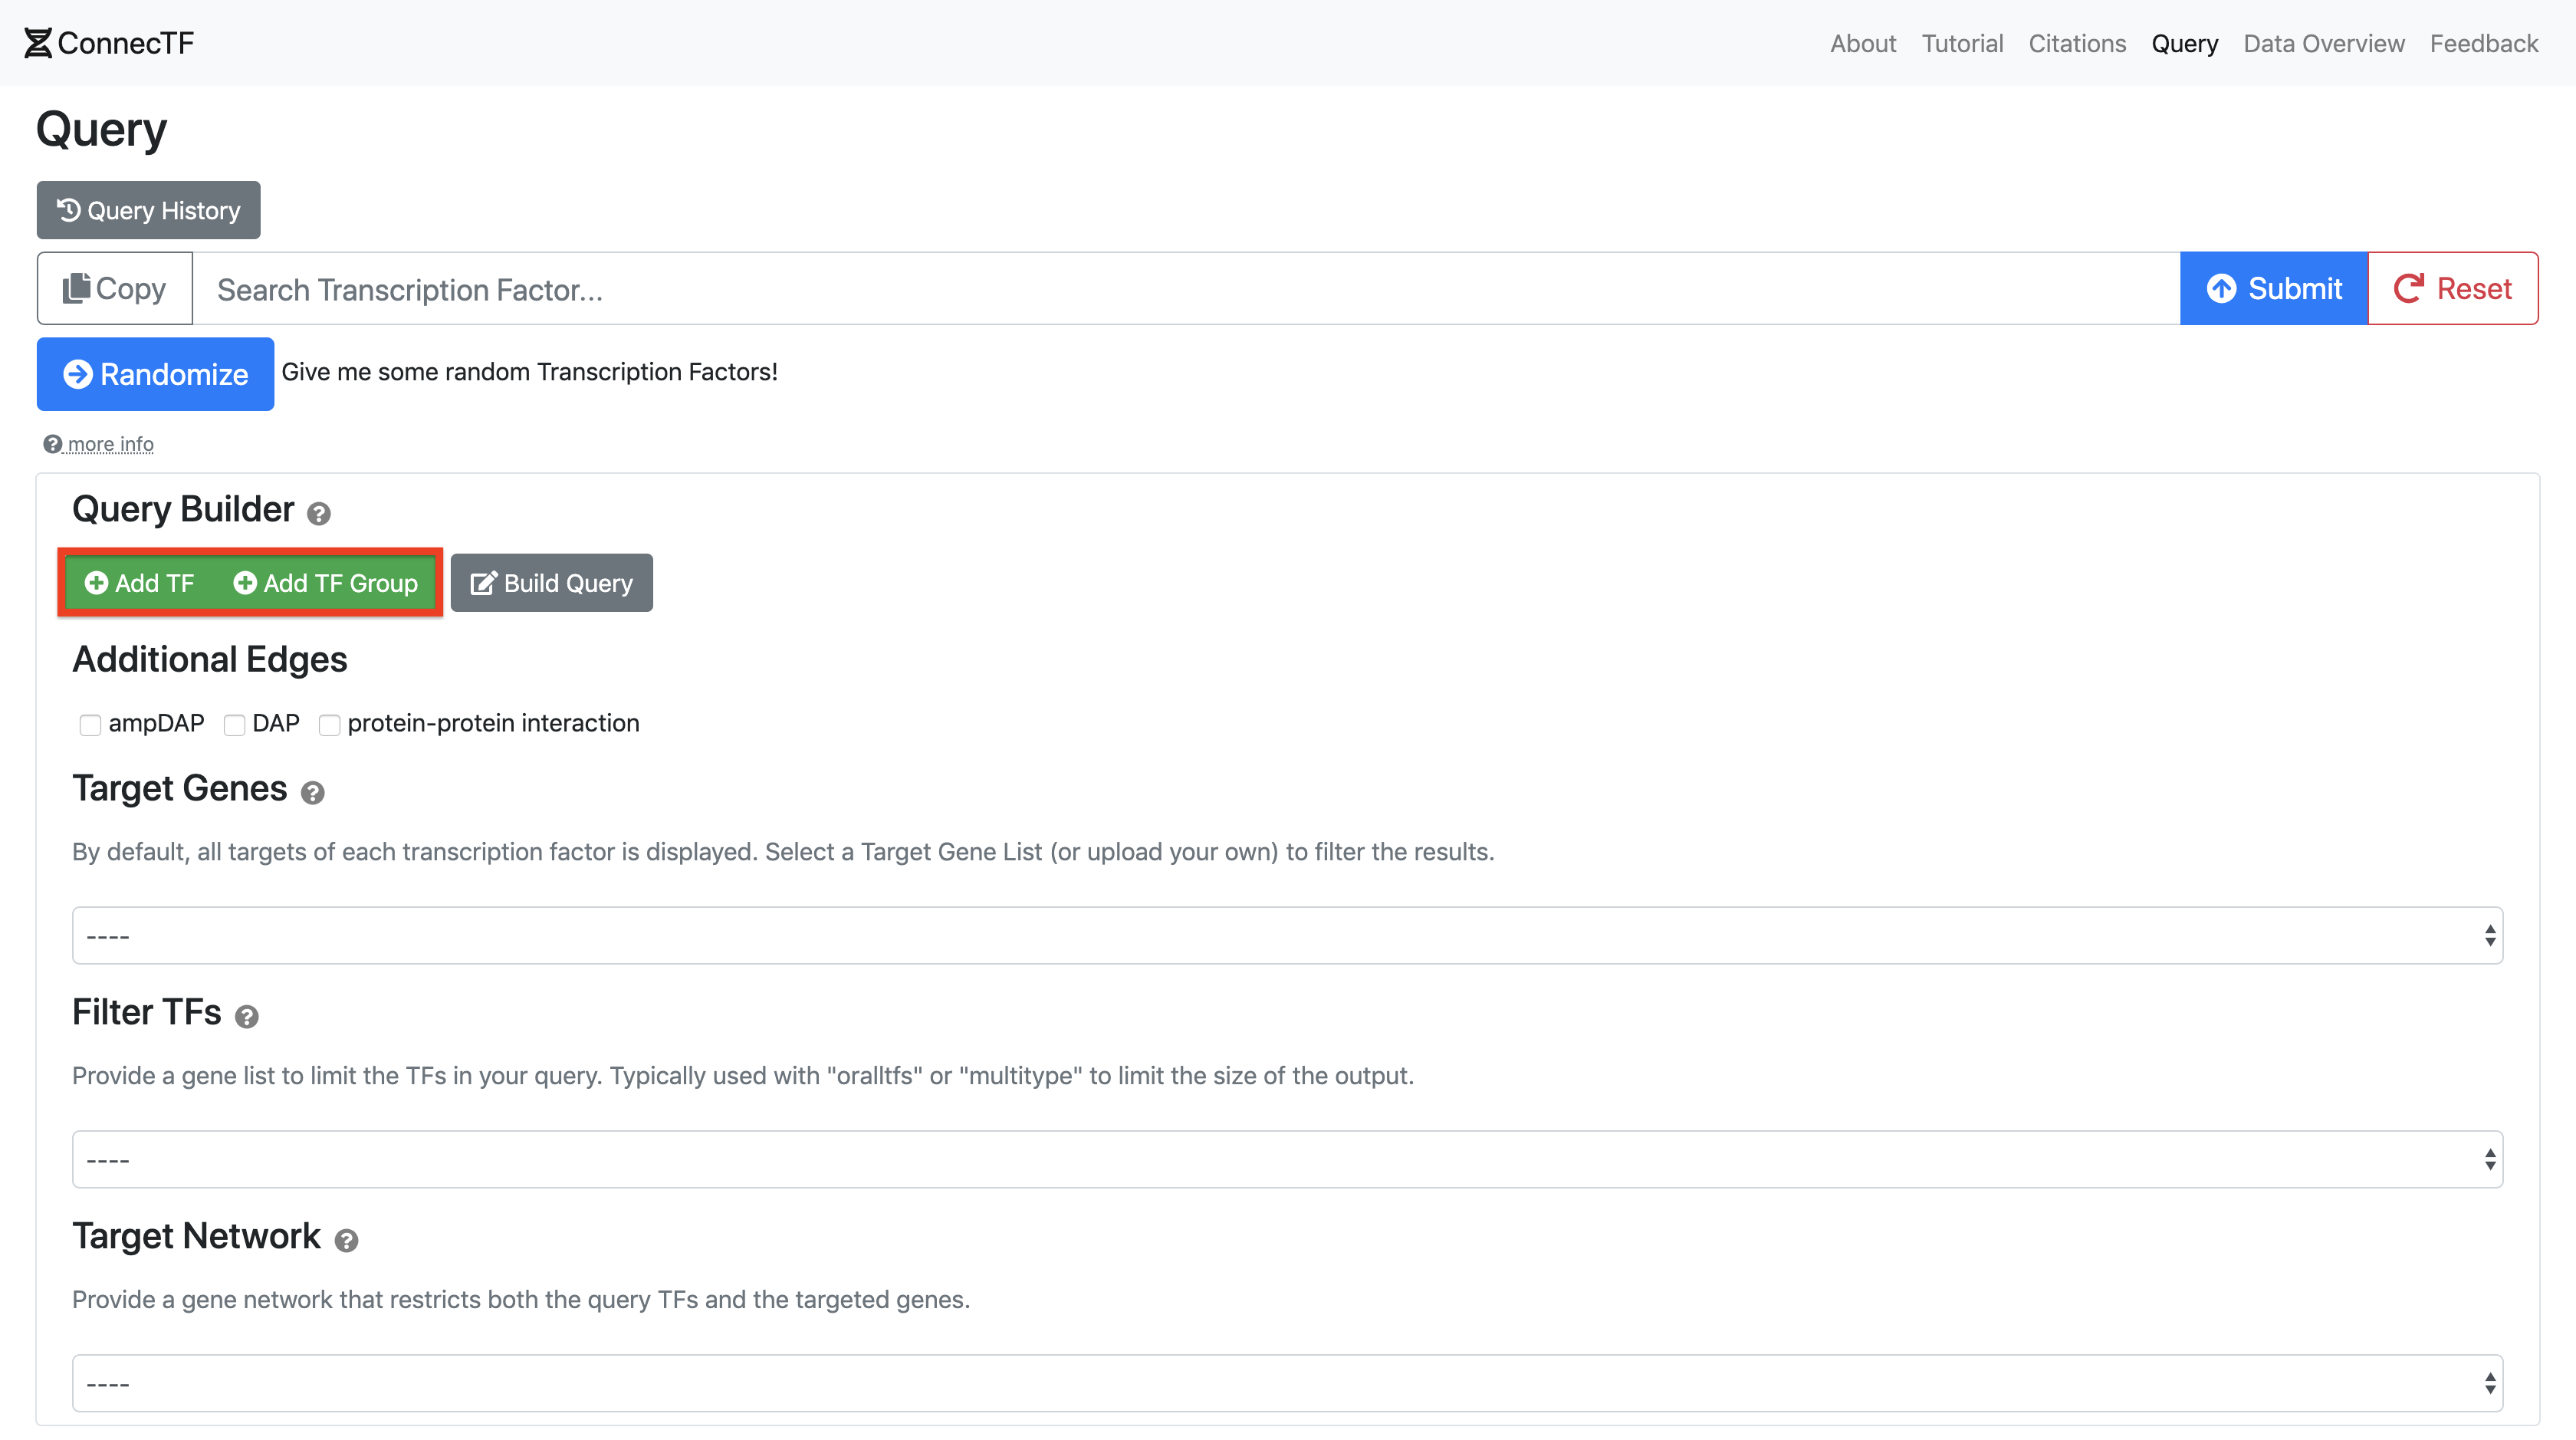 ConnecTF About Tutorial Citations Query Data Overview Feedback
Query
Query History
Copy Search Transcription Factor... Submit Reset
Randomize Give me some random Transcription Factors!
more info
Query Builder
Add TF Add TF Group Build Query
Additional Edges
ampDAP DAP protein-protein interaction
Target Genes
By default, all targets of each transcription factor is displayed. Select a Target Gene List (or upload your own) to filter the results.
----
Filter TFs
Provide a gene list to limit the TFs in your query. Typically used with "oralltfs" or "multitype" to limit the size of the output.
----
Target Network
Provide a gene network that restricts both the query TFs and the targeted genes.
----